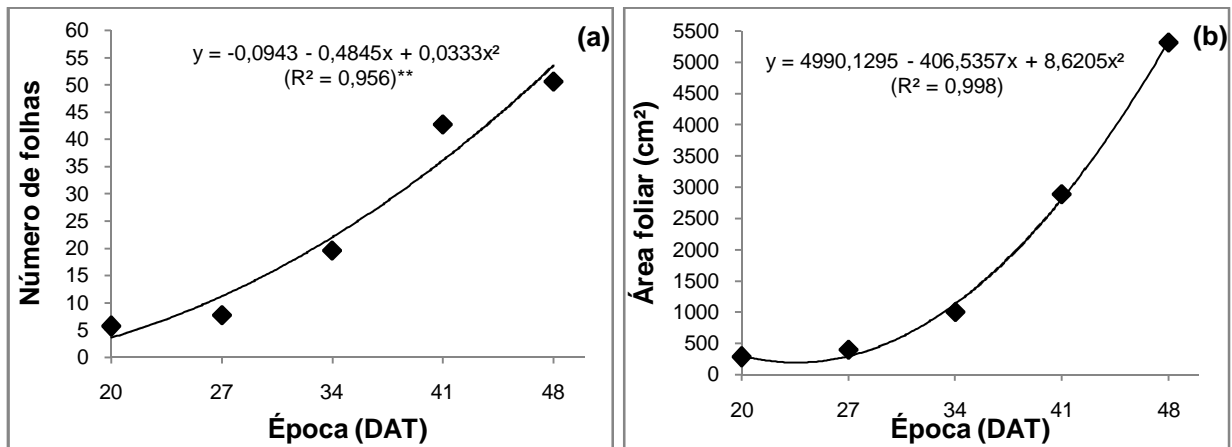 (a)
y = -0,0943 - 0,4845x + 0,0333x²
(R² = 0,956)**
Número de folhas
60
55
50
45
40
35
30
25
20
15
10
5
0
20 27 34 41 48
Época (DAT)
(b)
y = 4990,1295 - 406,5357x + 8,6205x²
(R² = 0,998)
Área foliar (cm²)
5500
5000
4500
4000
3500
3000
2500
2000
1500
1000
500
0
20 27 34 41 48
Época (DAT)